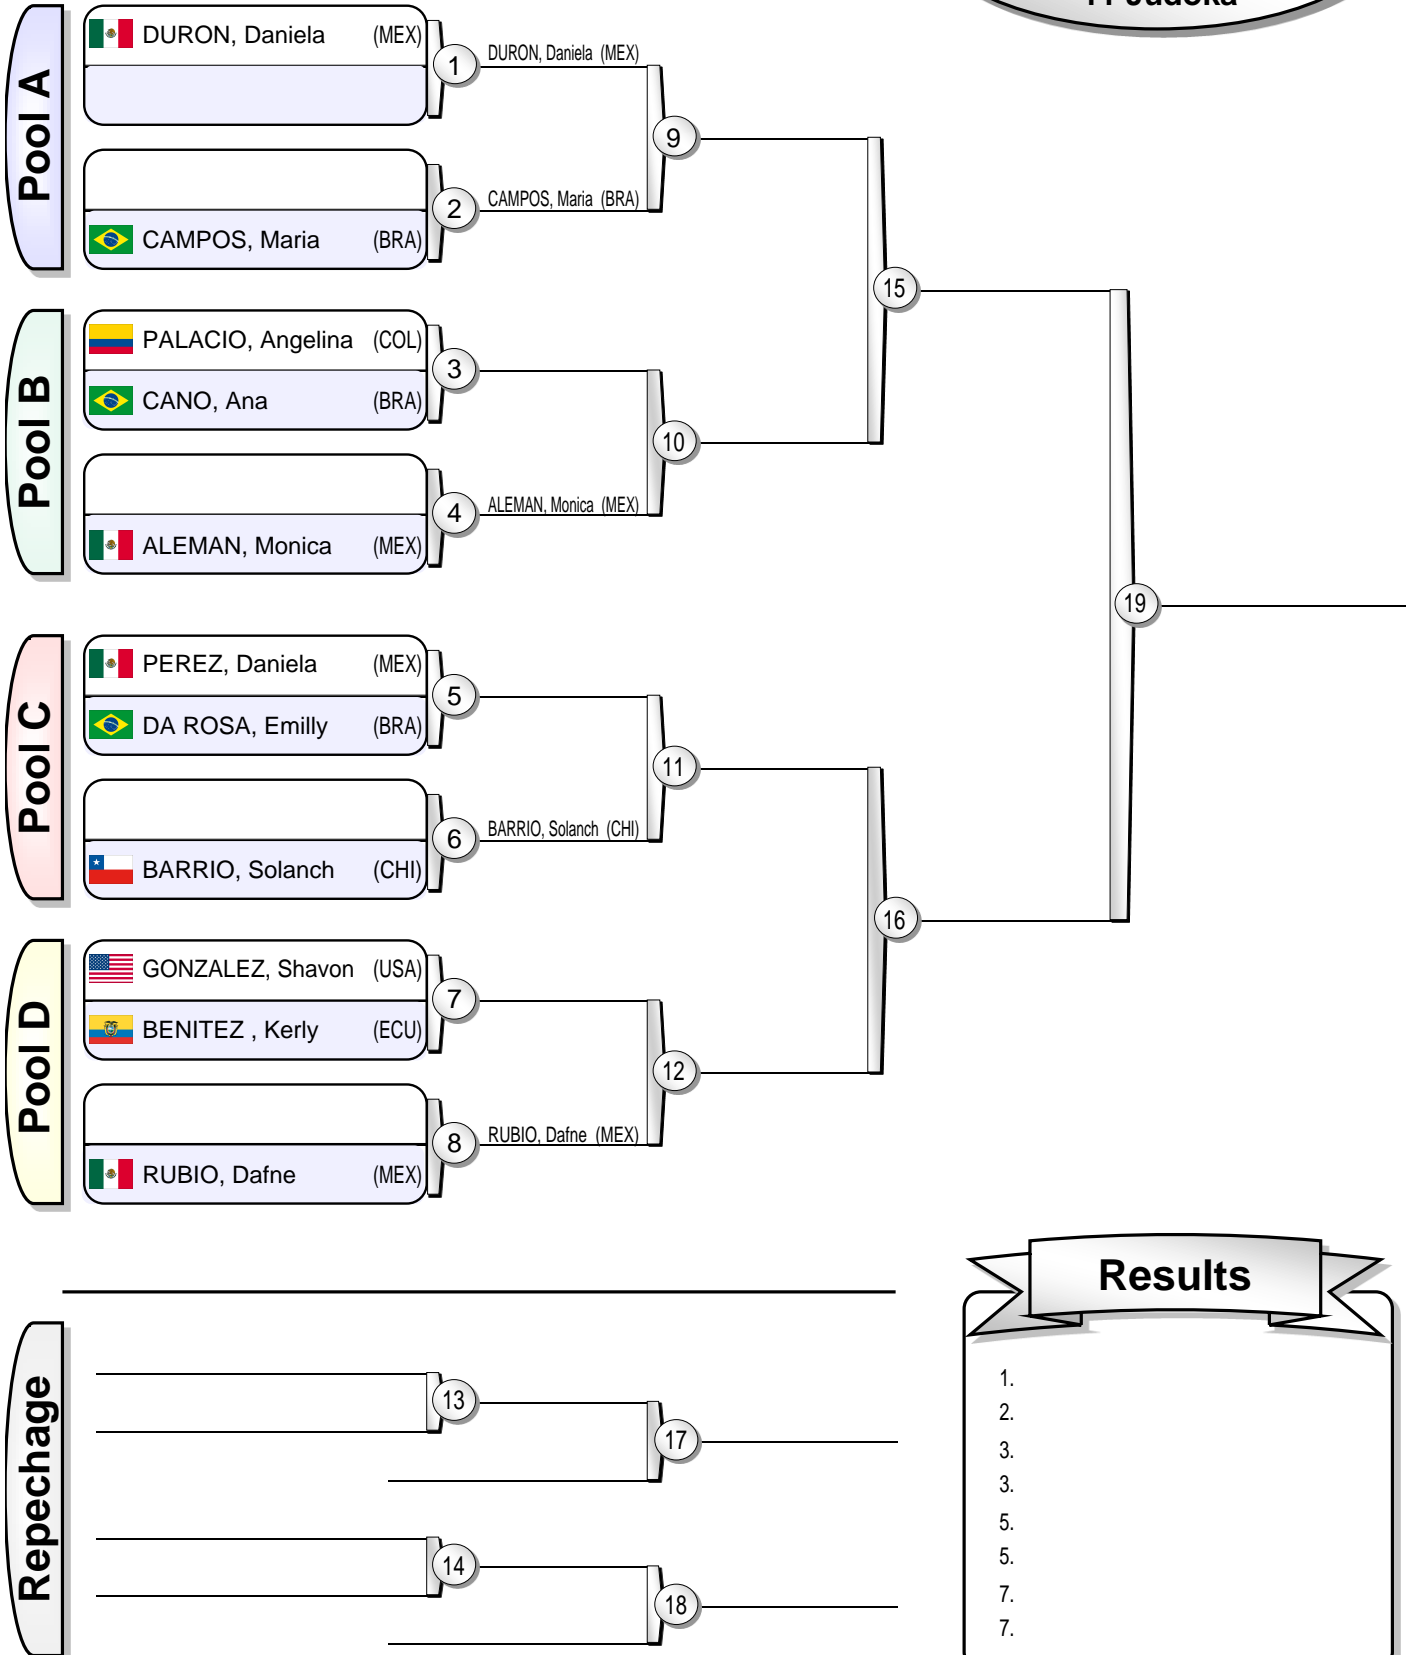 Pool A
DURON, Daniela (MEX)
1
DURON, Daniela (MEX)
9
2
CAMPOS, Maria (BRA)
CAMPOS, Maria (BRA)
15
Pool B
PALACIO, Angelina (COL)
3
CANO, Ana (BRA)
10
4
ALEMAN, Monica (MEX)
ALEMAN, Monica (MEX)
19
Pool C
PEREZ, Daniela (MEX)
5
DA ROSA, Emilly (BRA)
11
6
BARRIO, Solanch (CHI)
BARRIO, Solanch (CHI)
16
Pool D
GONZALEZ, Shavon (USA)
7
BENITEZ , Kerly (ECU)
12
8
RUBIO, Dafne (MEX)
RUBIO, Dafne (MEX)
Repechage
13
17
14
18
Results
1.
2.
3.
3.
5.
5.
7.
7.